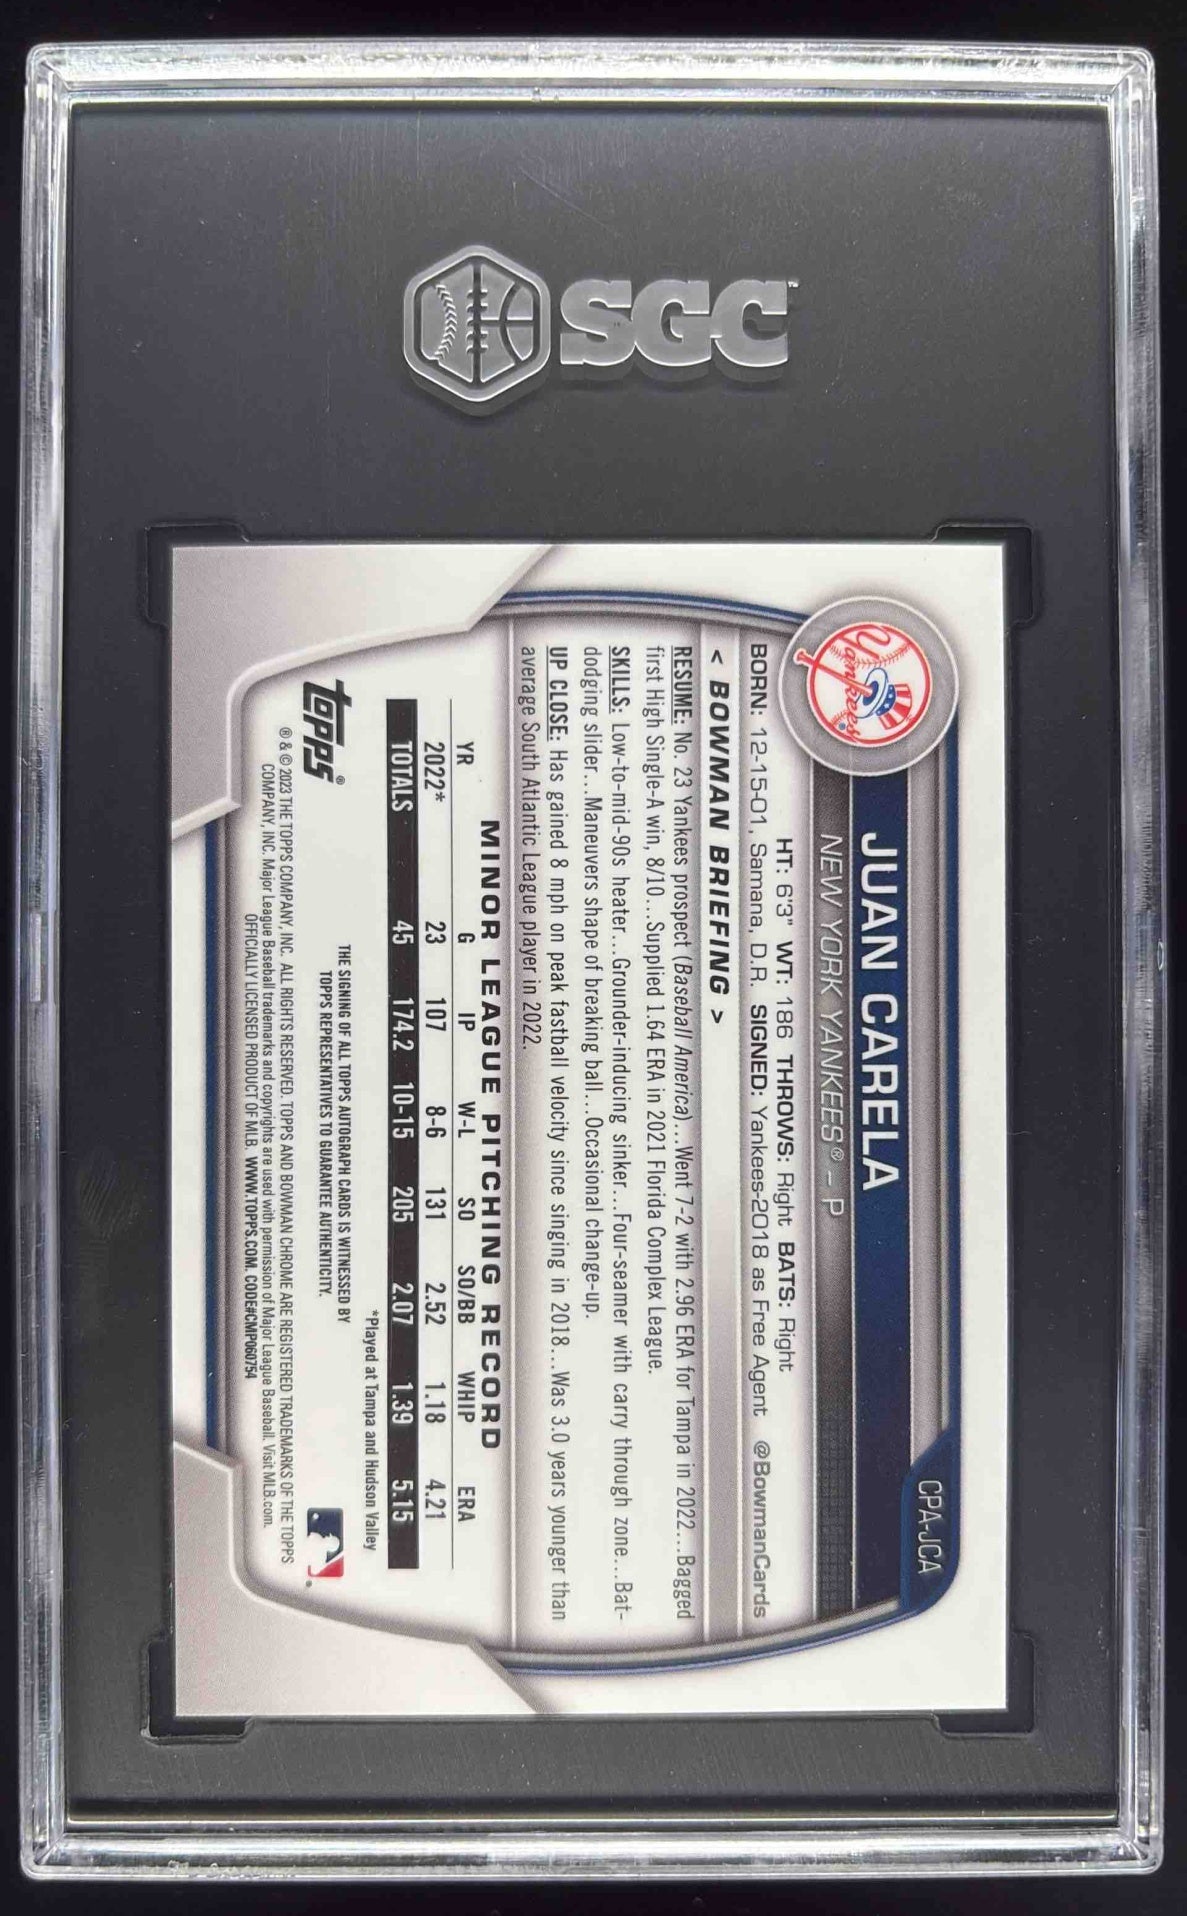 SGC
CPA-JCA
Yankees
JUAN CARELA
NEW YORK YANKEES® – P
HT: 6'3" WT: 186 THROWS: Right BATS: Right
BORN: 12-15-01, Samana, D.R. SIGNED: Yankees-2018 as Free Agent @BowmanCards
< BOWMAN BRIEFING >
RESUME: No. 23 Yankees prospect (Baseball America)...Went 7-2 with 2.96 ERA for Tampa in 2022...Bagged
first High Single-A win, 8/10...Supplied 1.64 ERA in 2021 Florida Complex League.
SKILLS: Low-to-mid-90s heater...Grounder-inducing sinker...Four-seamer with carry through zone...Bat-
dodging slider...Maneuvers shape of breaking ball...Occasional change-up.
UP CLOSE: Has gained 8 mph on peak fastball velocity since singing in 2018...Was 3.0 years younger than
average South Atlantic League player in 2022.
MINOR LEAGUE PITCHING RECORD
YR G IP W-L SO SO/BB WHIP ERA
2022* 23 107 8-6 131 2.52 1.18 4.21
TOTALS 45 174.2 10-15 205 2.07 1.39 5.15
*Played at Tampa and Hudson Valley
THE SIGNING OF ALL TOPPS AUTOGRAPH CARDS IS WITNESSED BY
TOPPS REPRESENTATIVES TO GUARANTEE AUTHENTICITY.
topps®
® & © 2023 THE TOPPS COMPANY, INC. ALL RIGHTS RESERVED. TOPPS AND BOWMAN CHROME ARE REGISTERED TRADEMARKS OF THE TOPPS
COMPANY, INC. Major League Baseball trademarks and copyrights are used with permission of Major League Baseball. Visit MLB.com.
OFFICIALLY LICENSED PRODUCT OF MLB. WWW.TOPPS.COM. CODE#CMP060754